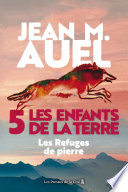 JEAN M.
AUEL
5 LES ENFANTS
DE LA TERRE
Les Refuges
de pierre
Les Presses de la Cité